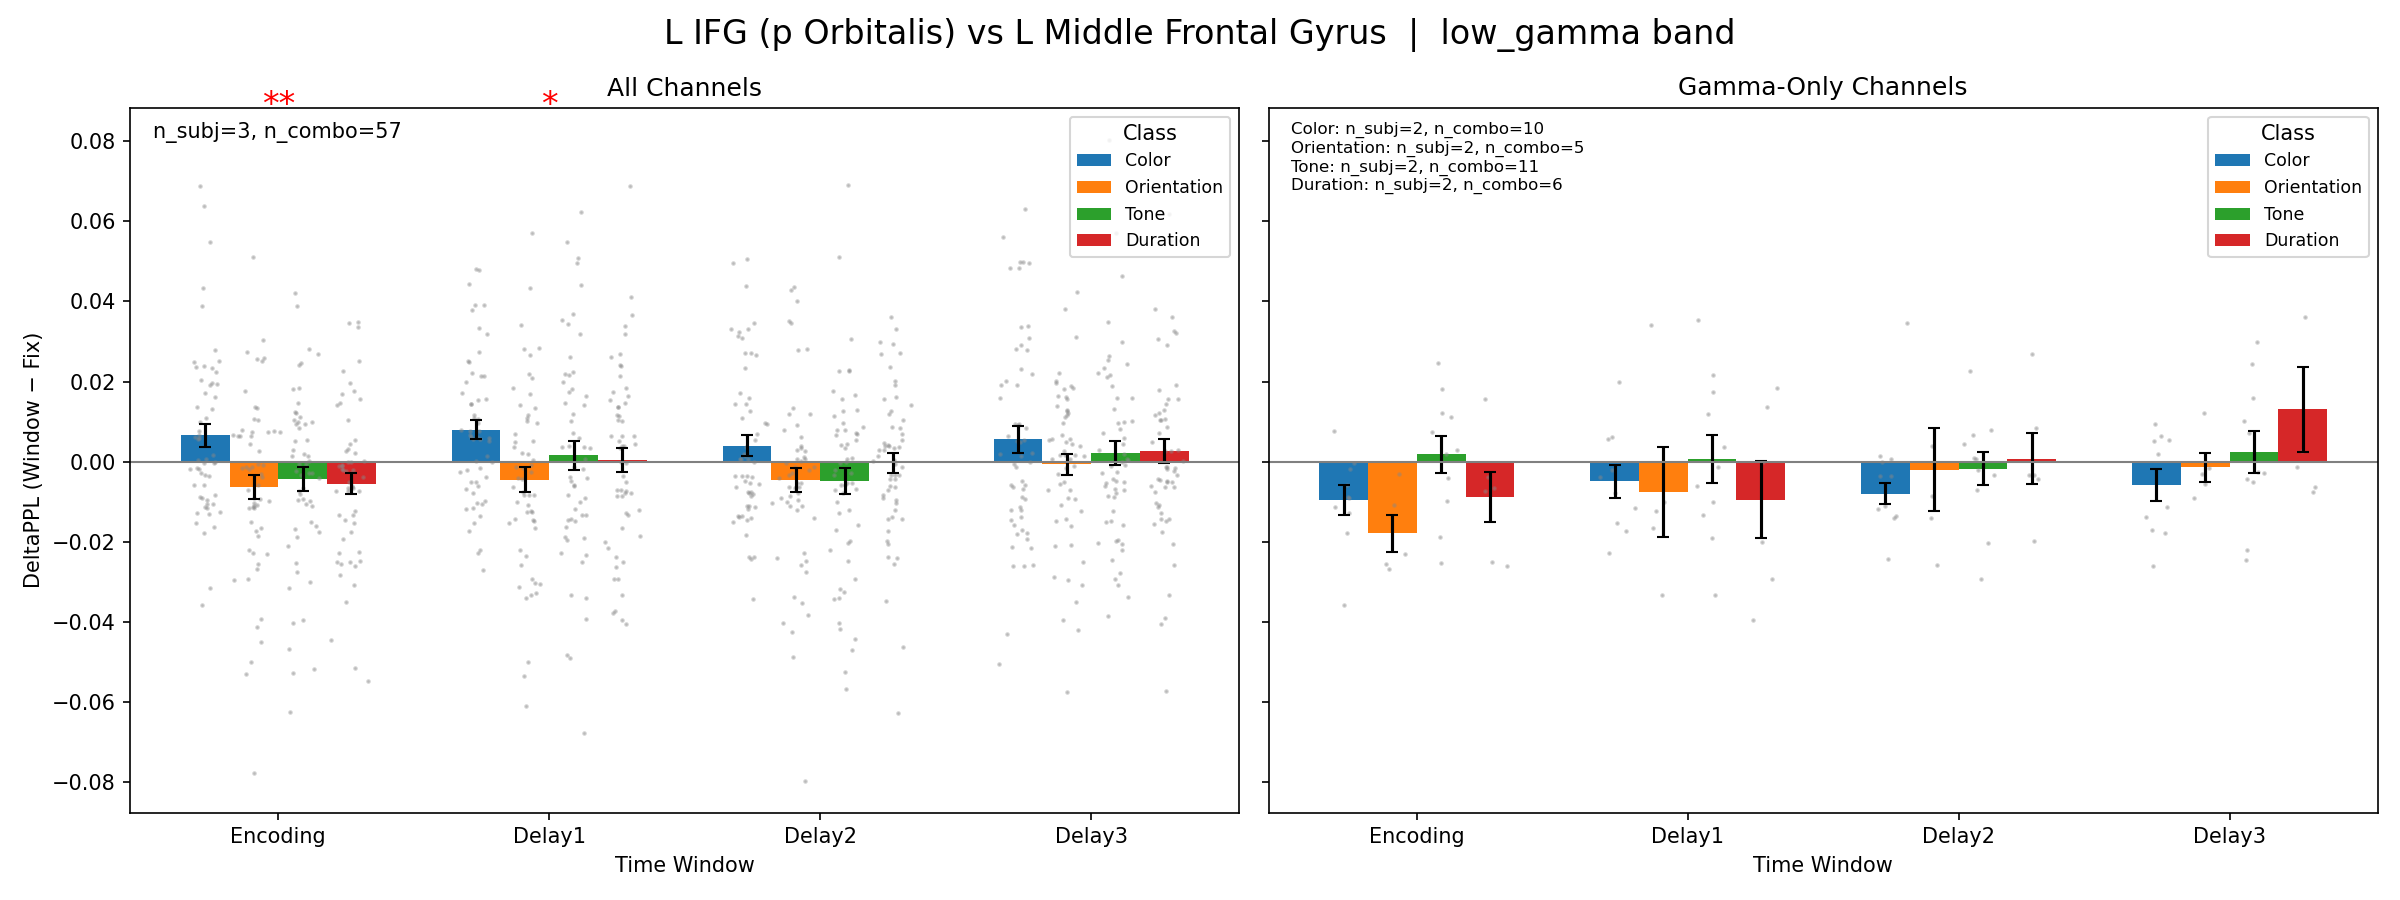 L IFG (p Orbitalis) vs L Middle Frontal Gyrus | low_gamma band
All Channels
** *
n_subj=3, n_combo=57
Class
Color
Orientation
Tone
Duration
DeltaPPL (Window − Fix)
0.08
0.06
0.04
0.02
0.00
−0.02
−0.04
−0.06
−0.08
Encoding Delay1 Delay2 Delay3
Time Window
Gamma-Only Channels
Color: n_subj=2, n_combo=10
Orientation: n_subj=2, n_combo=5
Tone: n_subj=2, n_combo=11
Duration: n_subj=2, n_combo=6
Class
Color
Orientation
Tone
Duration
Encoding Delay1 Delay2 Delay3
Time Window